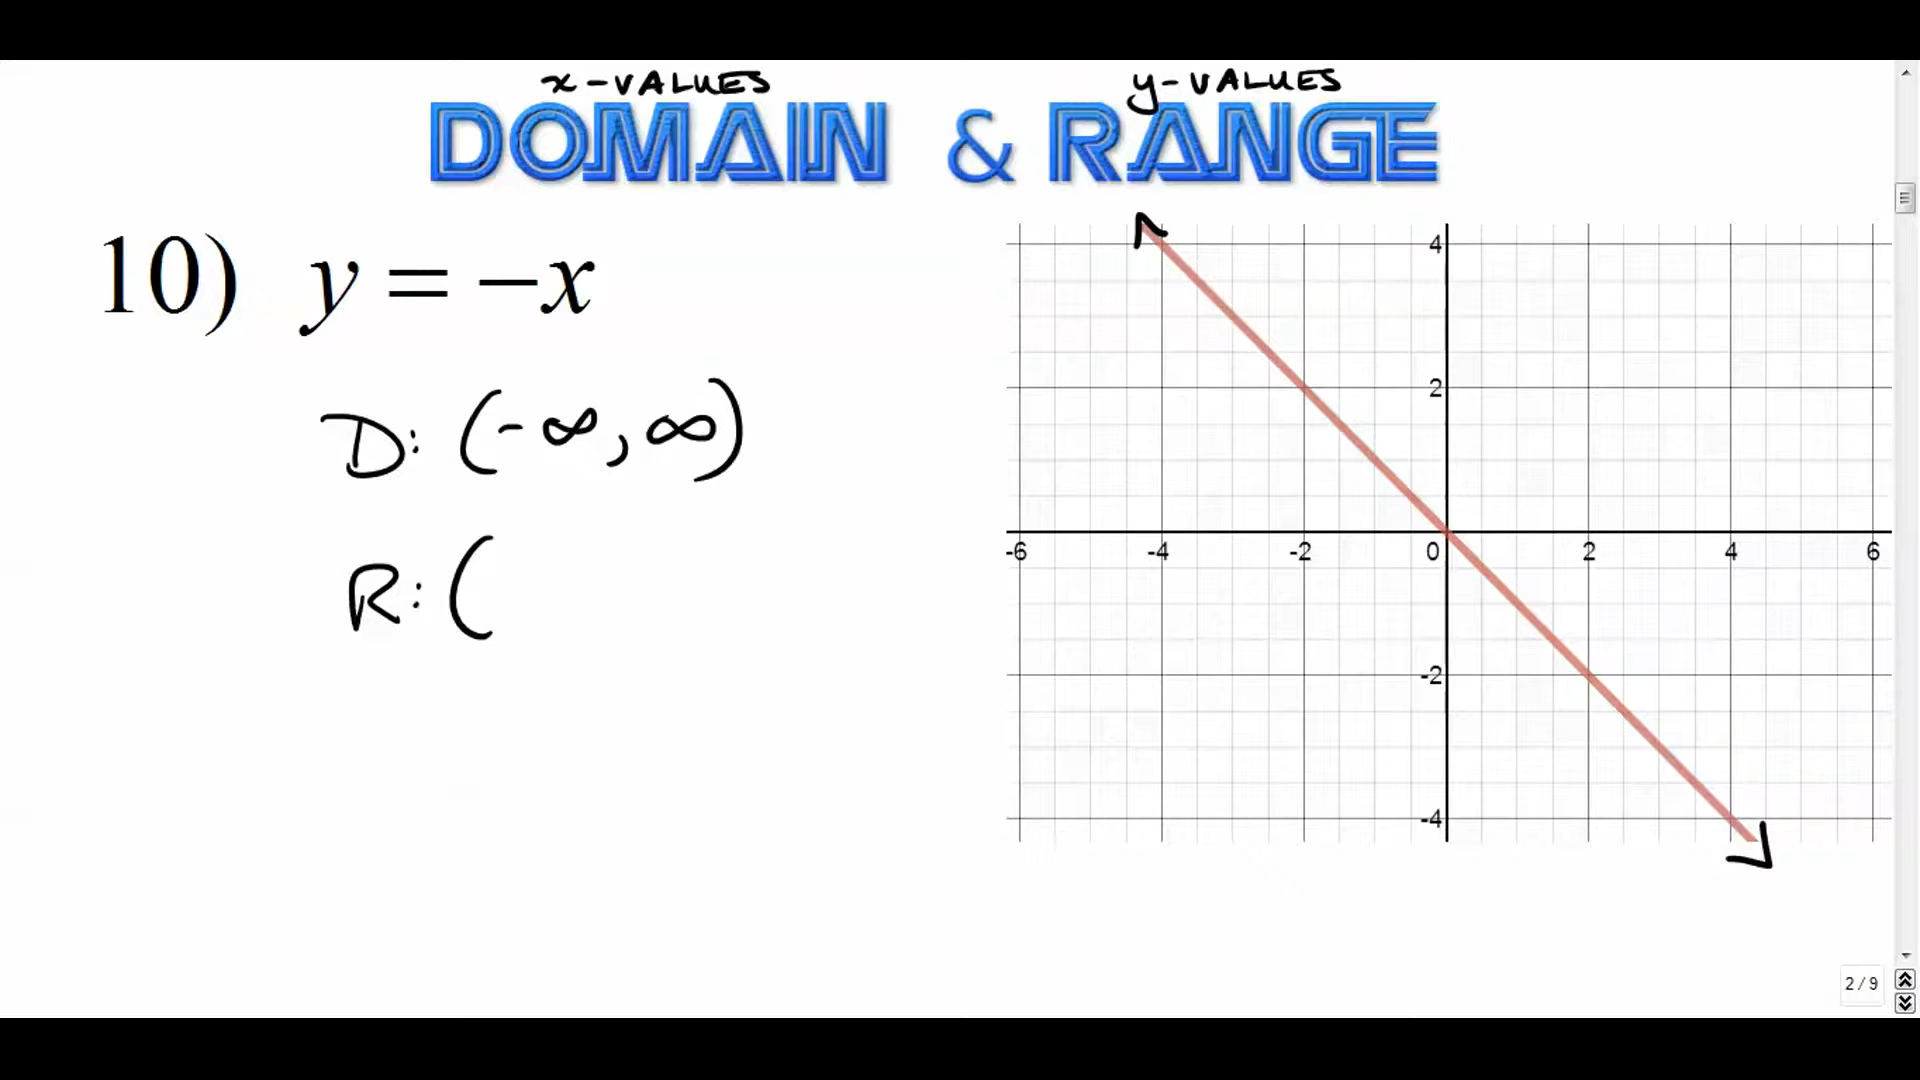 x-VALUES y-VALUES
DOMAIN & RANGE
10) y = −x
D: (-∞, ∞)
R: (
4
2
-6 -4 -2 0 2 4 6
-2
-4
2 / 9